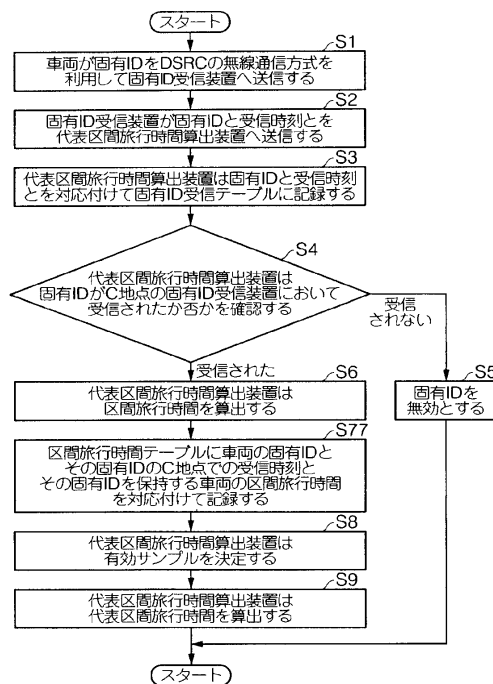 スタート
S1
車両が固有IDをDSRCの無線通信方式を
利用して固有ID受信装置へ送信する
S2
固有ID受信装置が固有IDと受信時刻とを
代表区間旅行時間算出装置へ送信する
S3
代表区間旅行時間算出装置は固有IDと受信時刻
とを対応付けて固有ID受信テーブルに記録する
S4
代表区間旅行時間算出装置は
固有IDがC地点の固有ID受信装置において
受信されたか否かを確認する
受信
されない
受信された
S5
固有IDを
無効とする
S6
代表区間旅行時間算出装置は
区間旅行時間を算出する
S77
区間旅行時間テーブルに車両の固有IDと
その固有IDのC地点での受信時刻と
その固有IDを保持する車両の区間旅行時間
を対応付けて記録する
S8
代表区間旅行時間算出装置は
有効サンプルを決定する
S9
代表区間旅行時間算出装置は
代表区間旅行時間を算出する
スタート